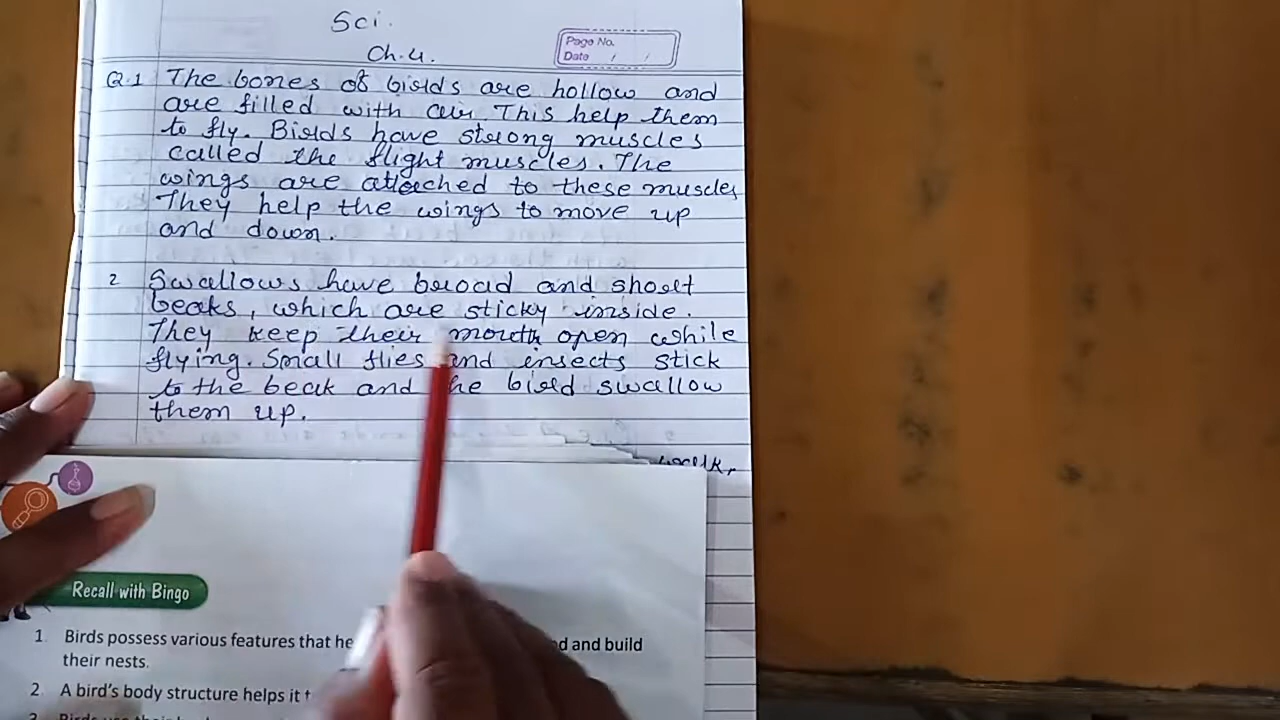 Sci.
Ch.4.
Page No.
Date / /
Q.1 The bones of birds are hollow and
are filled with air. This help them
to fly. Birds have strong muscles
called the flight muscles. The
wings are attached to these muscles
They help the wings to move up
and down.
2 Swallows have broad and short
beaks, which are sticky inside.
They keep their mouth open while
flying. Small flies and insects stick
to the beak and the bird swallow
them up.
walk,
Recall with Bingo
1. Birds possess various features that he d and build
their nests.
2. A bird's body structure helps it t
3. Birds use their